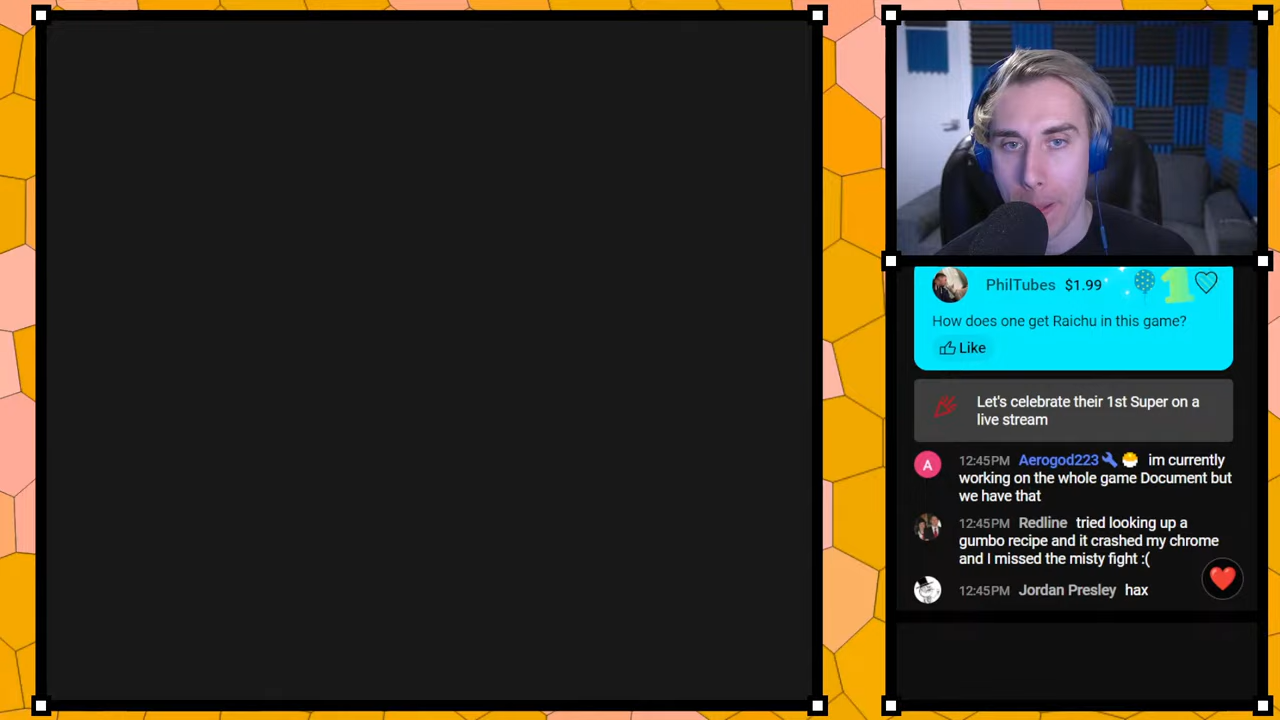 PhilTubes $1.99
1
How does one get Raichu in this game?
Like
Let's celebrate their 1st Super on a
live stream
A
12:45PM Aerogod223 im currently
working on the whole game Document but
we have that
12:45PM Redline tried looking up a
gumbo recipe and it crashed my chrome
and I missed the misty fight :(
12:45PM Jordan Presley hax